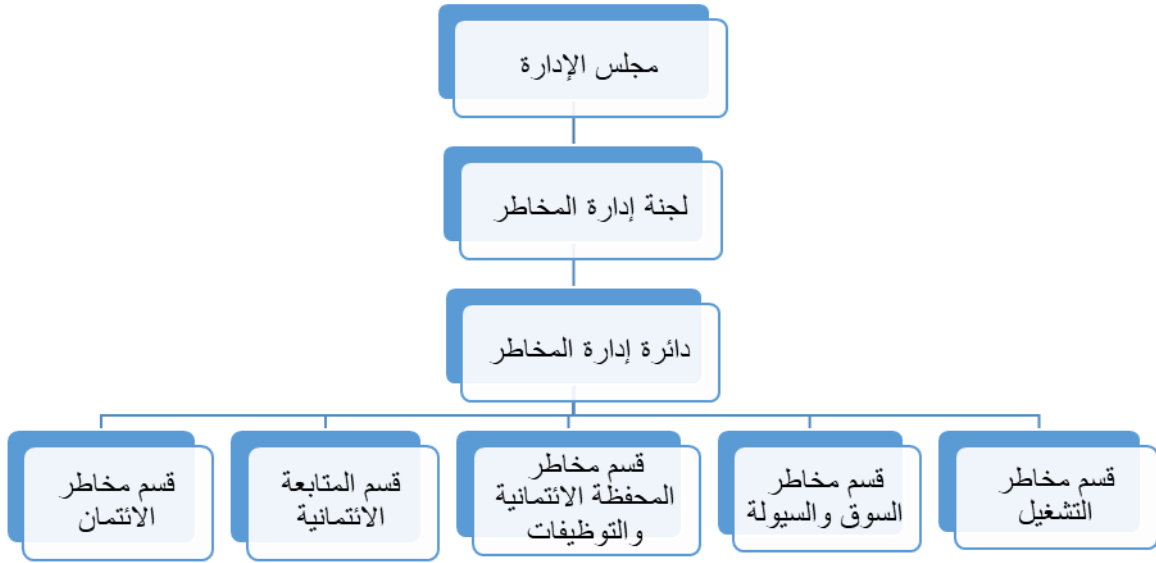 مجلس الإدارة
لجنة إدارة المخاطر
دائرة إدارة المخاطر
قسم مخاطر
التشغيل
قسم مخاطر
السوق والسيولة
قسم مخاطر
المحفظة الائتمانية
والتوظيفات
قسم المتابعة
الائتمانية
قسم مخاطر
الائتمان